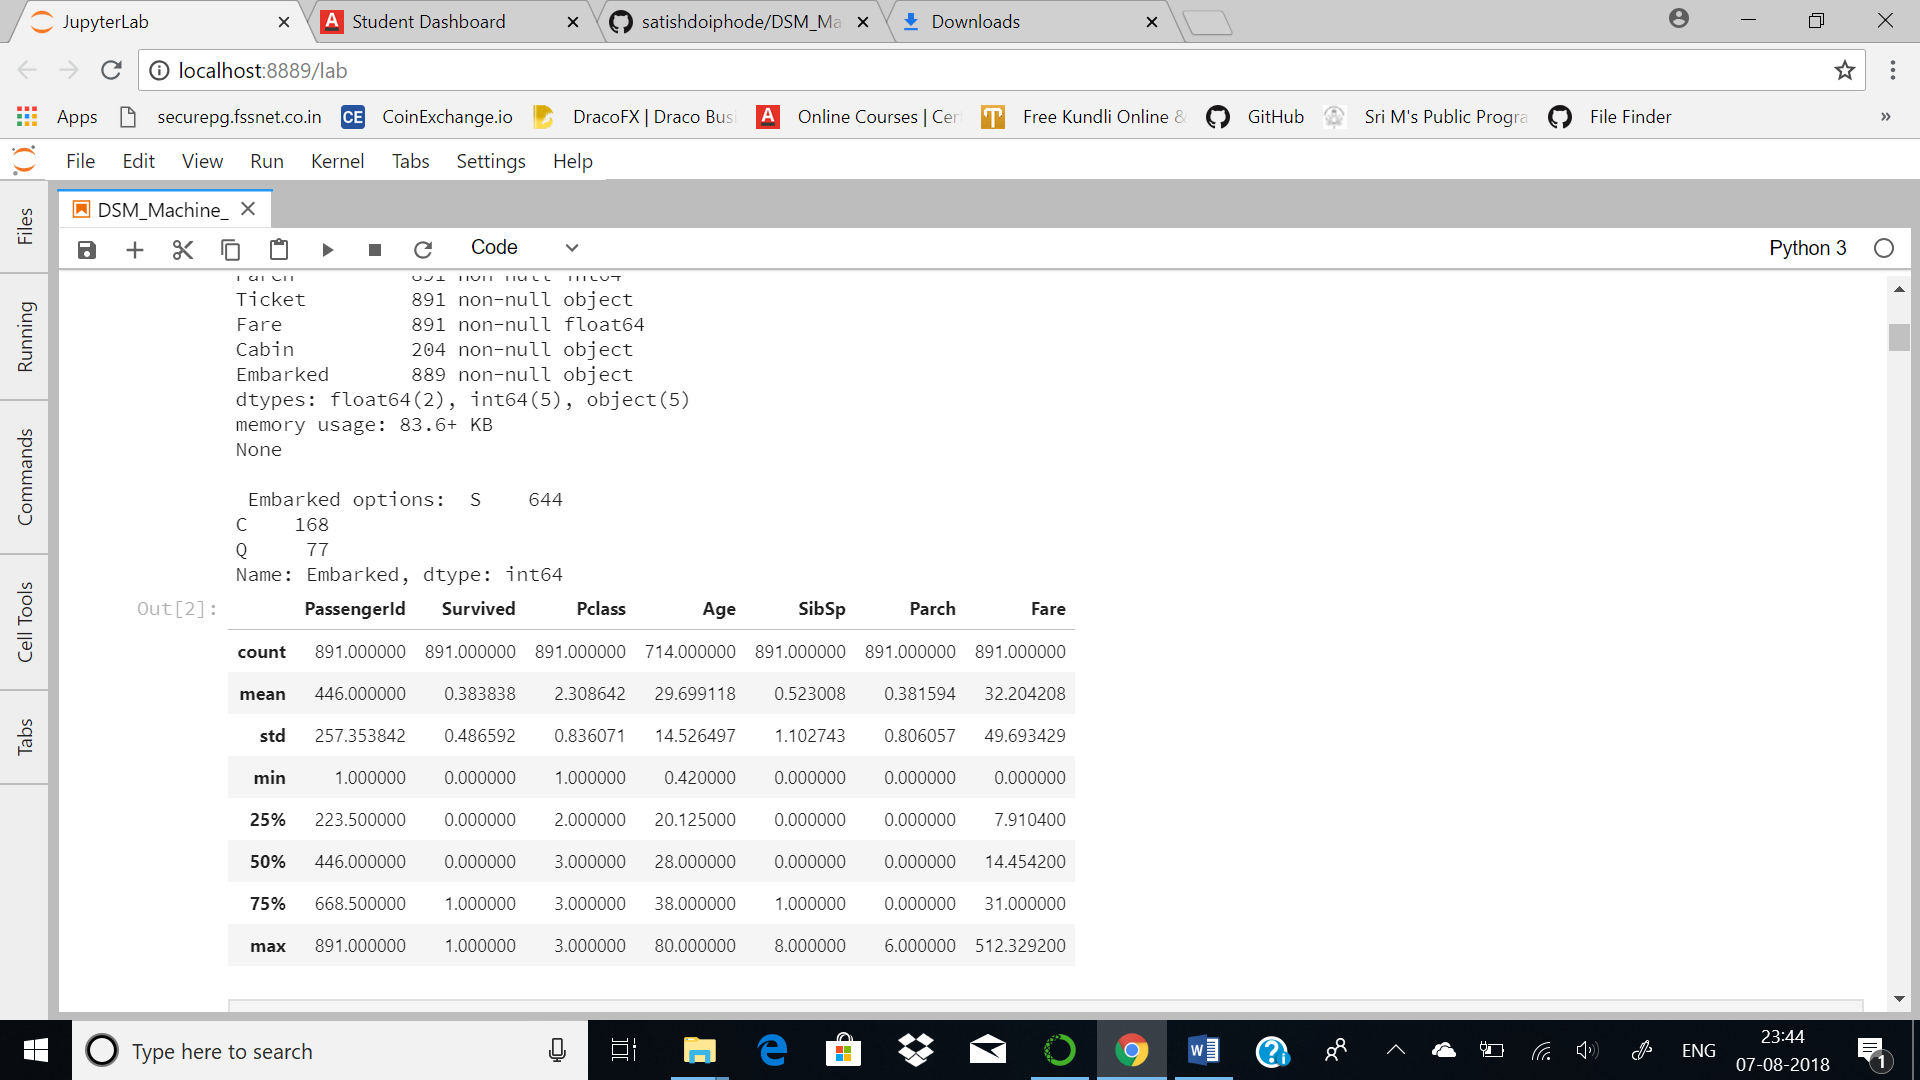 JupyterLab
Student Dashboard
satishdoiphode/DSM_Ma
Downloads
localhost:8889/lab
Apps
securepg.fssnet.co.in
CE CoinExchange.io
DracoFX | Draco Busi
A Online Courses | Cer
T Free Kundli Online &
GitHub
Sri M's Public Progra
File Finder
»
File Edit View Run Kernel Tabs Settings Help
Files
Running
Commands
Cell Tools
Tabs
DSM_Machine_
Code
Python 3
Parch 891 non-null int64
Ticket 891 non-null object
Fare 891 non-null float64
Cabin 204 non-null object
Embarked 889 non-null object
dtypes: float64(2), int64(5), object(5)
memory usage: 83.6+ KB
None
Embarked options: S 644
C 168
Q 77
Name: Embarked, dtype: int64
Out[2]:
PassengerId Survived Pclass Age SibSp Parch Fare
count 891.000000 891.000000 891.000000 714.000000 891.000000 891.000000 891.000000
mean 446.000000 0.383838 2.308642 29.699118 0.523008 0.381594 32.204208
std 257.353842 0.486592 0.836071 14.526497 1.102743 0.806057 49.693429
min 1.000000 0.000000 1.000000 0.420000 0.000000 0.000000 0.000000
25% 223.500000 0.000000 2.000000 20.125000 0.000000 0.000000 7.910400
50% 446.000000 0.000000 3.000000 28.000000 0.000000 0.000000 14.454200
75% 668.500000 1.000000 3.000000 38.000000 1.000000 0.000000 31.000000
max 891.000000 1.000000 3.000000 80.000000 8.000000 6.000000 512.329200
Type here to search
ENG
23:44
07-08-2018
1